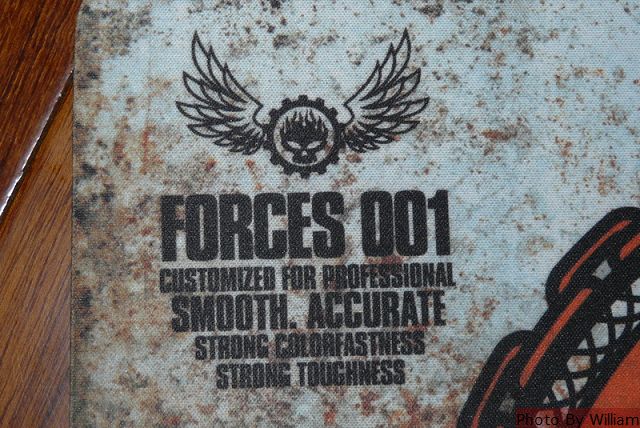 FORCES 001
CUSTOMIZED FOR PROFESSIONAL
SMOOTH. ACCURATE
STRONG COLORFASTNESS
STRONG TOUGHNESS
Photo By William